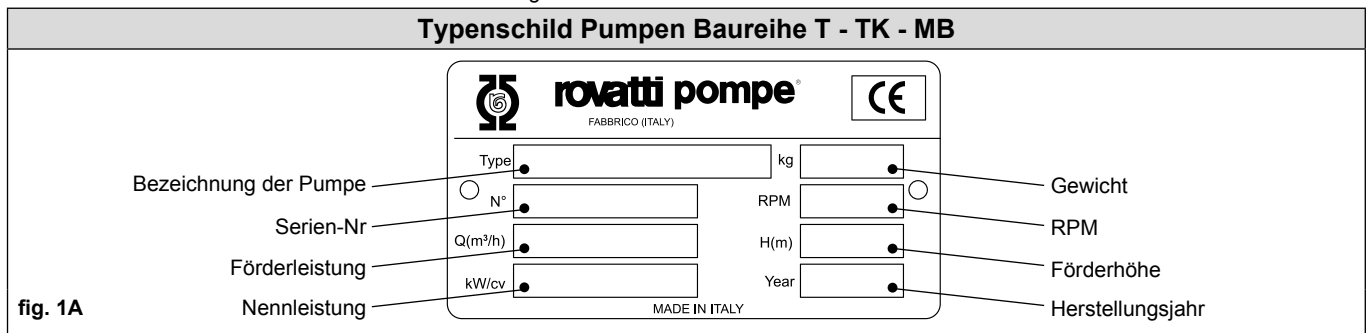 Typenschild Pumpen Baureihe T - TK - MB
rovatti pompe®
FABBRICO (ITALY)
CE
Type
kg
Bezeichnung der Pumpe
Gewicht
N°
RPM
Serien-Nr
RPM
Q(m³/h)
H(m)
Förderleistung
Förderhöhe
kW/cv
Year
fig. 1A
Nennleistung
MADE IN ITALY
Herstellungsjahr